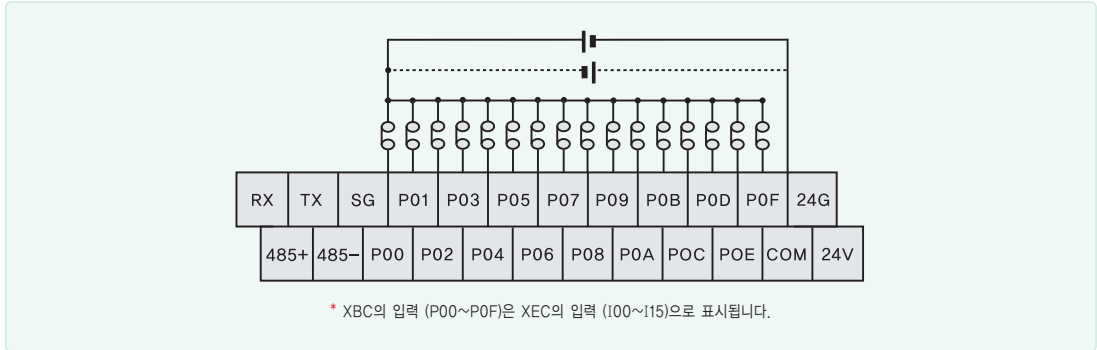 RX TX SG P01 P03 P05 P07 P09 P0B P0D P0F 24G
485+ 485− P00 P02 P04 P06 P08 P0A POC POE COM 24V
* XBC의 입력 (P00~P0F)은 XEC의 입력 (I00~I15)으로 표시됩니다.